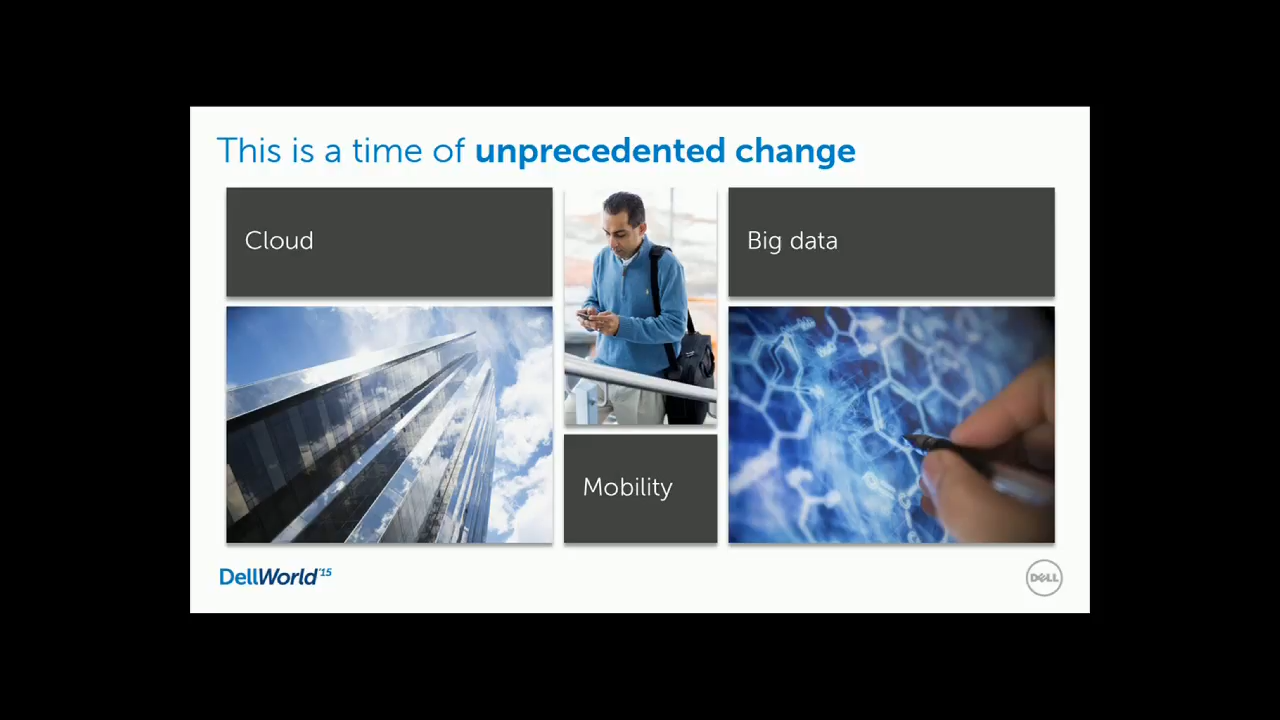 This is a time of unprecedented change
Cloud
Big data
Mobility
DellWorld'15
DELL